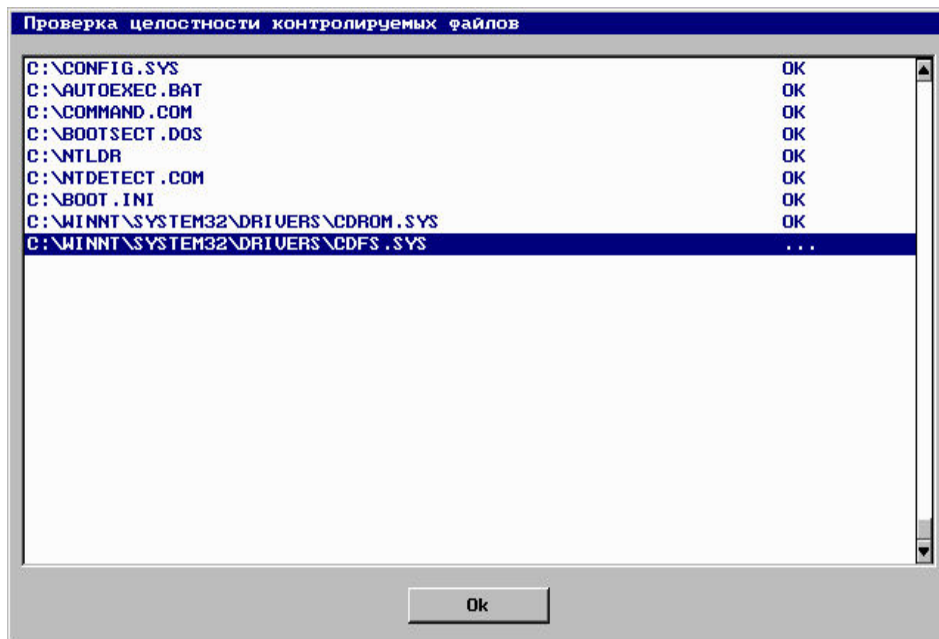 Проверка целостности контролируемых файлов
C:\CONFIG.SYS OK
C:\AUTOEXEC.BAT OK
C:\COMMAND.COM OK
C:\BOOTSECT.DOS OK
C:\NTLDR OK
C:\NTDETECT.COM OK
C:\BOOT.INI OK
C:\WINNT\SYSTEM32\DRIVERS\CDROM.SYS OK
C:\WINNT\SYSTEM32\DRIVERS\CDFS.SYS ...
Ok